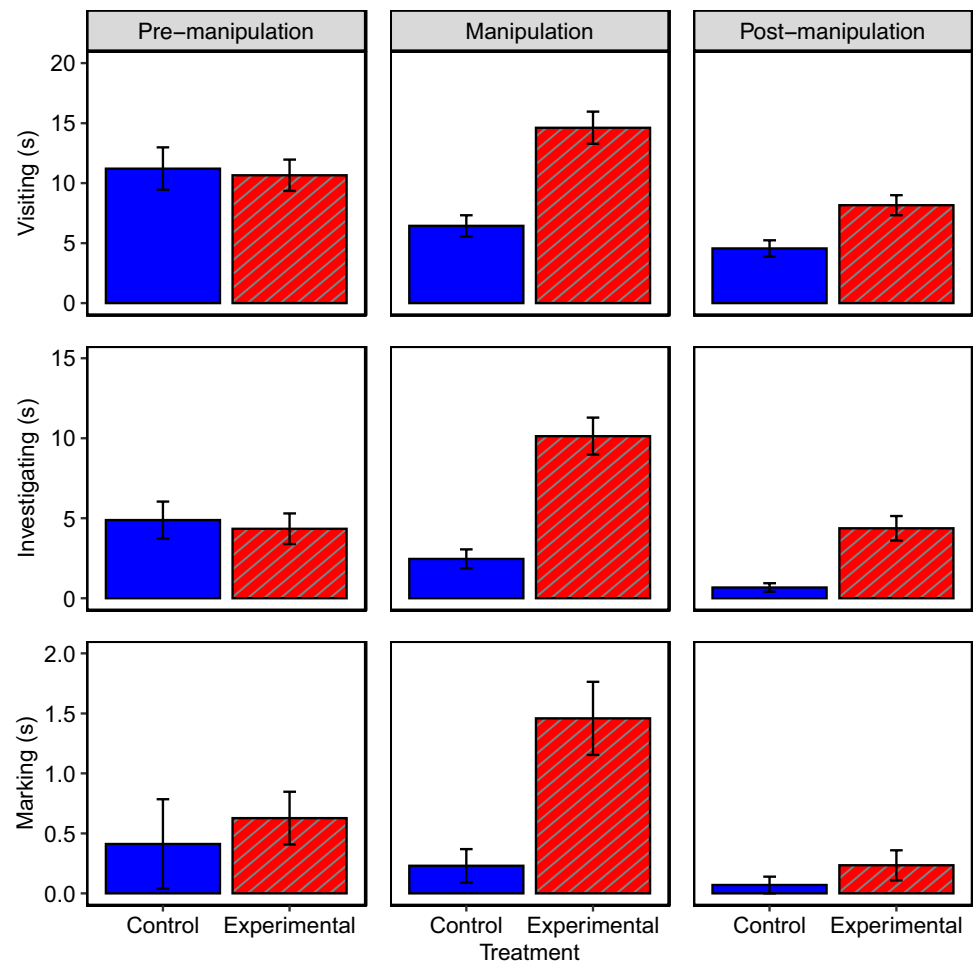 Pre−manipulation Manipulation Post−manipulation
Visiting (s)
20
15
10
5
0
Investigating (s)
15
10
5
0
Marking (s)
2.0
1.5
1.0
0.5
0.0
Control Experimental Control Experimental Control Experimental
Treatment